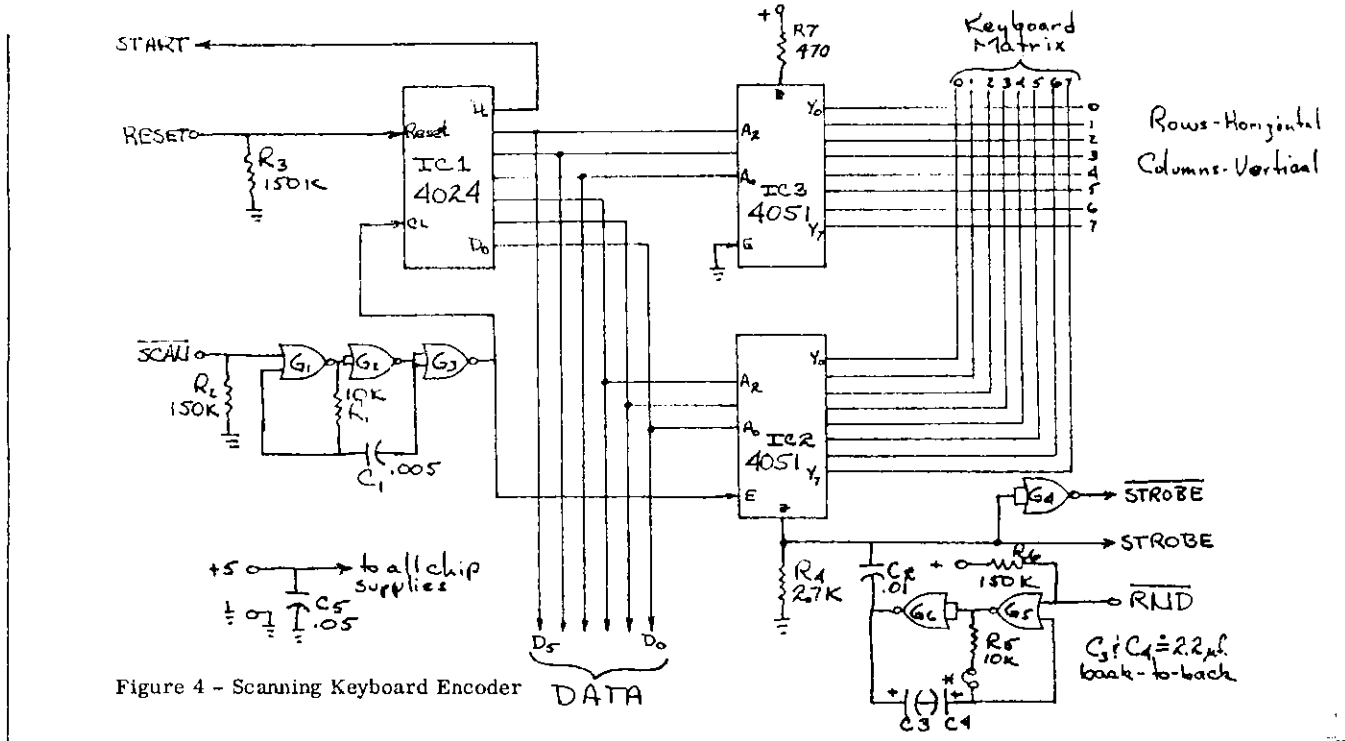 START
RESET
R3
150K
Reset
IC1
4024
CL
D0
+
R7
470
Keyboard
Matrix
0 1 2 3 4 5 6 7
Y0
A2
A0
IC3
4051
E
Y7
0
1
2
3
4
5
6
7
Rows-Horizontal
Columns-Vertical
SCAN
R2
150K
G1
G2
G3
10K
R1
C1
.005
Y0
A2
A0
IC2
4051
Y7
E
G4
STROBE
STROBE
+5
to all chip
supplies
C5
.05
R4
2.7K
C2
.01
+
R6
150K
G6
G5
RND
R5
10K
*
+
C3
+
C4
C3 & C4 = 2.2 µf.
back-to-back
D5
D0
DATA
Figure 4 - Scanning Keyboard Encoder